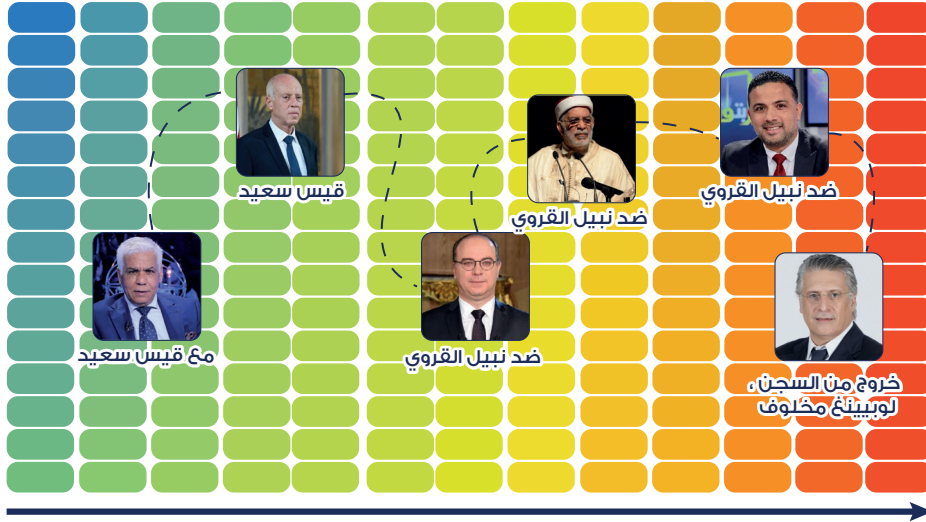 قيس سعيد
ضد نبيل القروي
ضد نبيل القروي
مع قيس سعيد
ضد نبيل القروي
خروج من السجن ،
لوبيينغ مخلوف